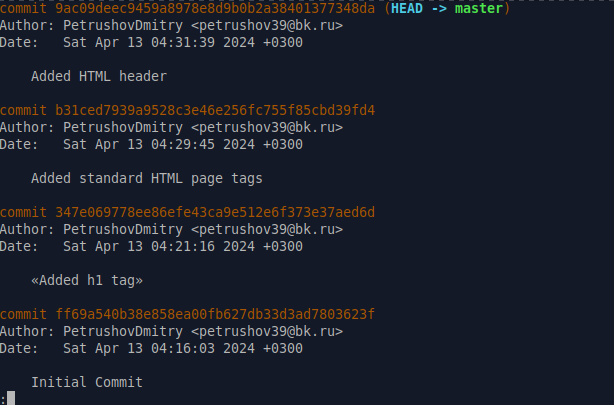 commit 9ac09deec9459a8978e8d9b0b2a38401377348da (HEAD -> master)
Author: PetrushovDmitry <petrushov39@bk.ru>
Date:   Sat Apr 13 04:31:39 2024 +0300
    Added HTML header
commit b31ced7939a9528c3e46e256fc755f85cbd39fd4
Author: PetrushovDmitry <petrushov39@bk.ru>
Date:   Sat Apr 13 04:29:45 2024 +0300
    Added standard HTML page tags
commit 347e069778ee86efe43ca9e512e6f373e37aed6d
Author: PetrushovDmitry <petrushov39@bk.ru>
Date:   Sat Apr 13 04:21:16 2024 +0300
    «Added h1 tag»
commit ff69a540b38e858ea00fb627db33d3ad7803623f
Author: PetrushovDmitry <petrushov39@bk.ru>
Date:   Sat Apr 13 04:16:03 2024 +0300
    Initial Commit
: